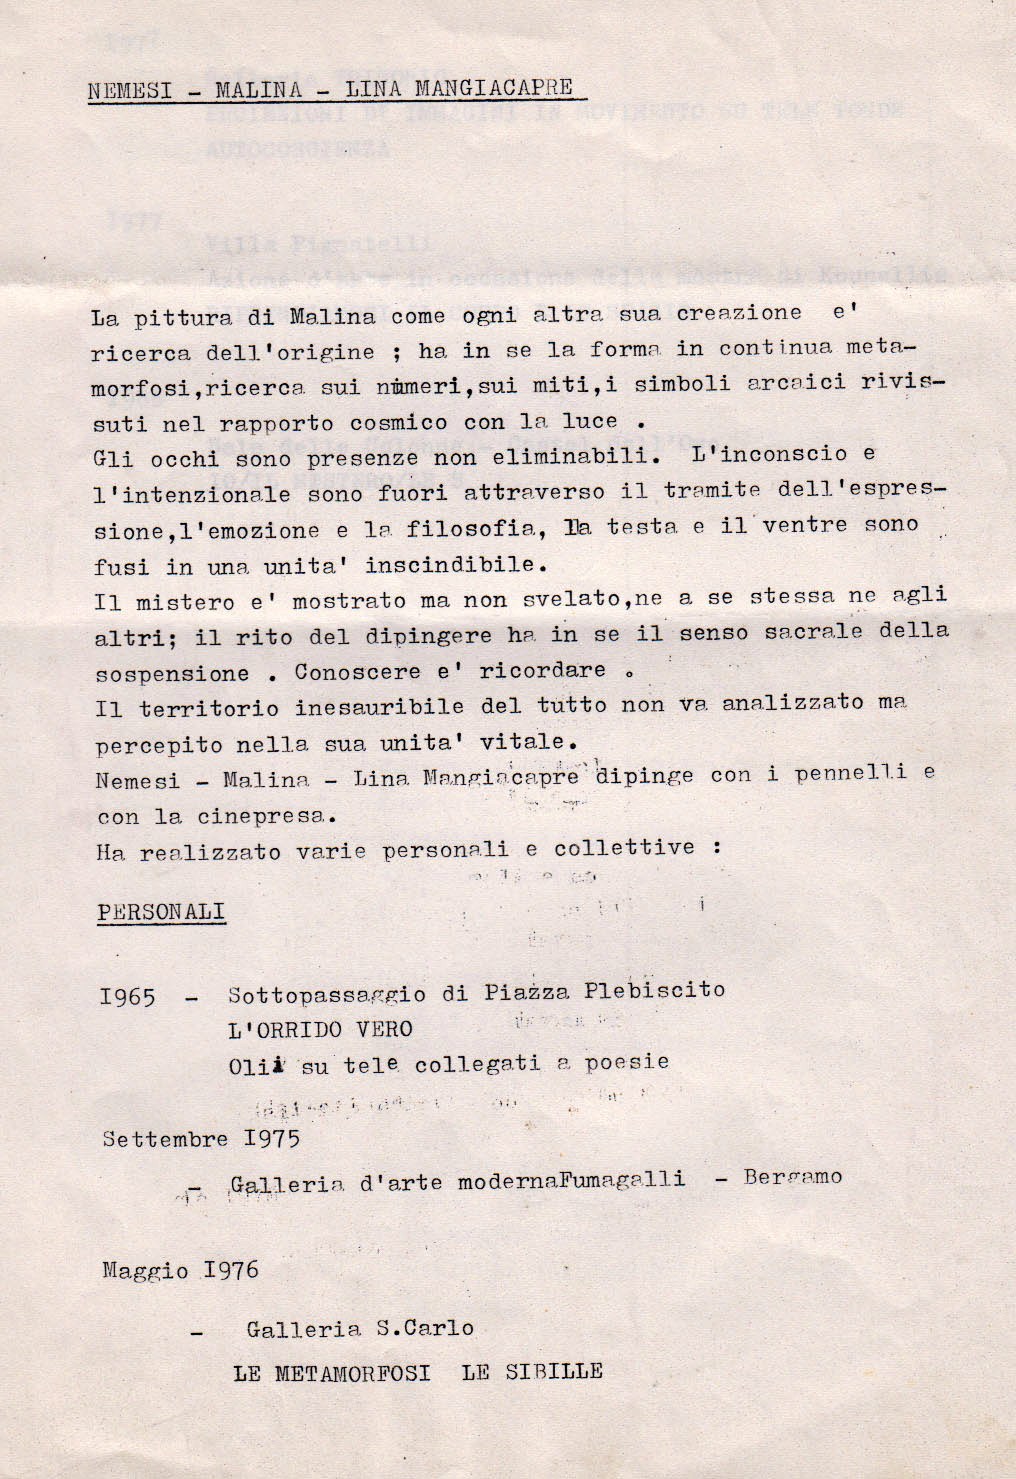 NEMESI - MALINA - LINA MANGIACAPRE
La pittura di Malina come ogni altra sua creazione e'
ricerca dell'origine ; ha in se la forma in continua meta-
morfosi,ricerca sui numeri,sui miti,i simboli arcaici rivis-
suti nel rapporto cosmico con la luce .
Gli occhi sono presenze non eliminabili. L'inconscio e
l'intenzionale sono fuori attraverso il tramite dell'espres-
sione,l'emozione e la filosofia, la testa e il ventre sono
fusi in una unita' inscindibile.
Il mistero e' mostrato ma non svelato,ne a se stessa ne agli
altri; il rito del dipingere ha in se il senso sacrale della
sospensione . Conoscere e' ricordare .
Il territorio inesauribile del tutto non va analizzato ma
percepito nella sua unita' vitale.
Nemesi - Malina - Lina Mangiacapre dipinge con i pennelli e
con la cinepresa.
Ha realizzato varie personali e collettive :
PERSONALI
I965 - Sottopassaggio di Piazza Plebiscito
L'ORRIDO VERO
Olii su tele collegati a poesie
Settembre I975
- Galleria d'arte modernaFumagalli - Bergamo
Maggio I976
- Galleria S.Carlo
LE METAMORFOSI LE SIBILLE